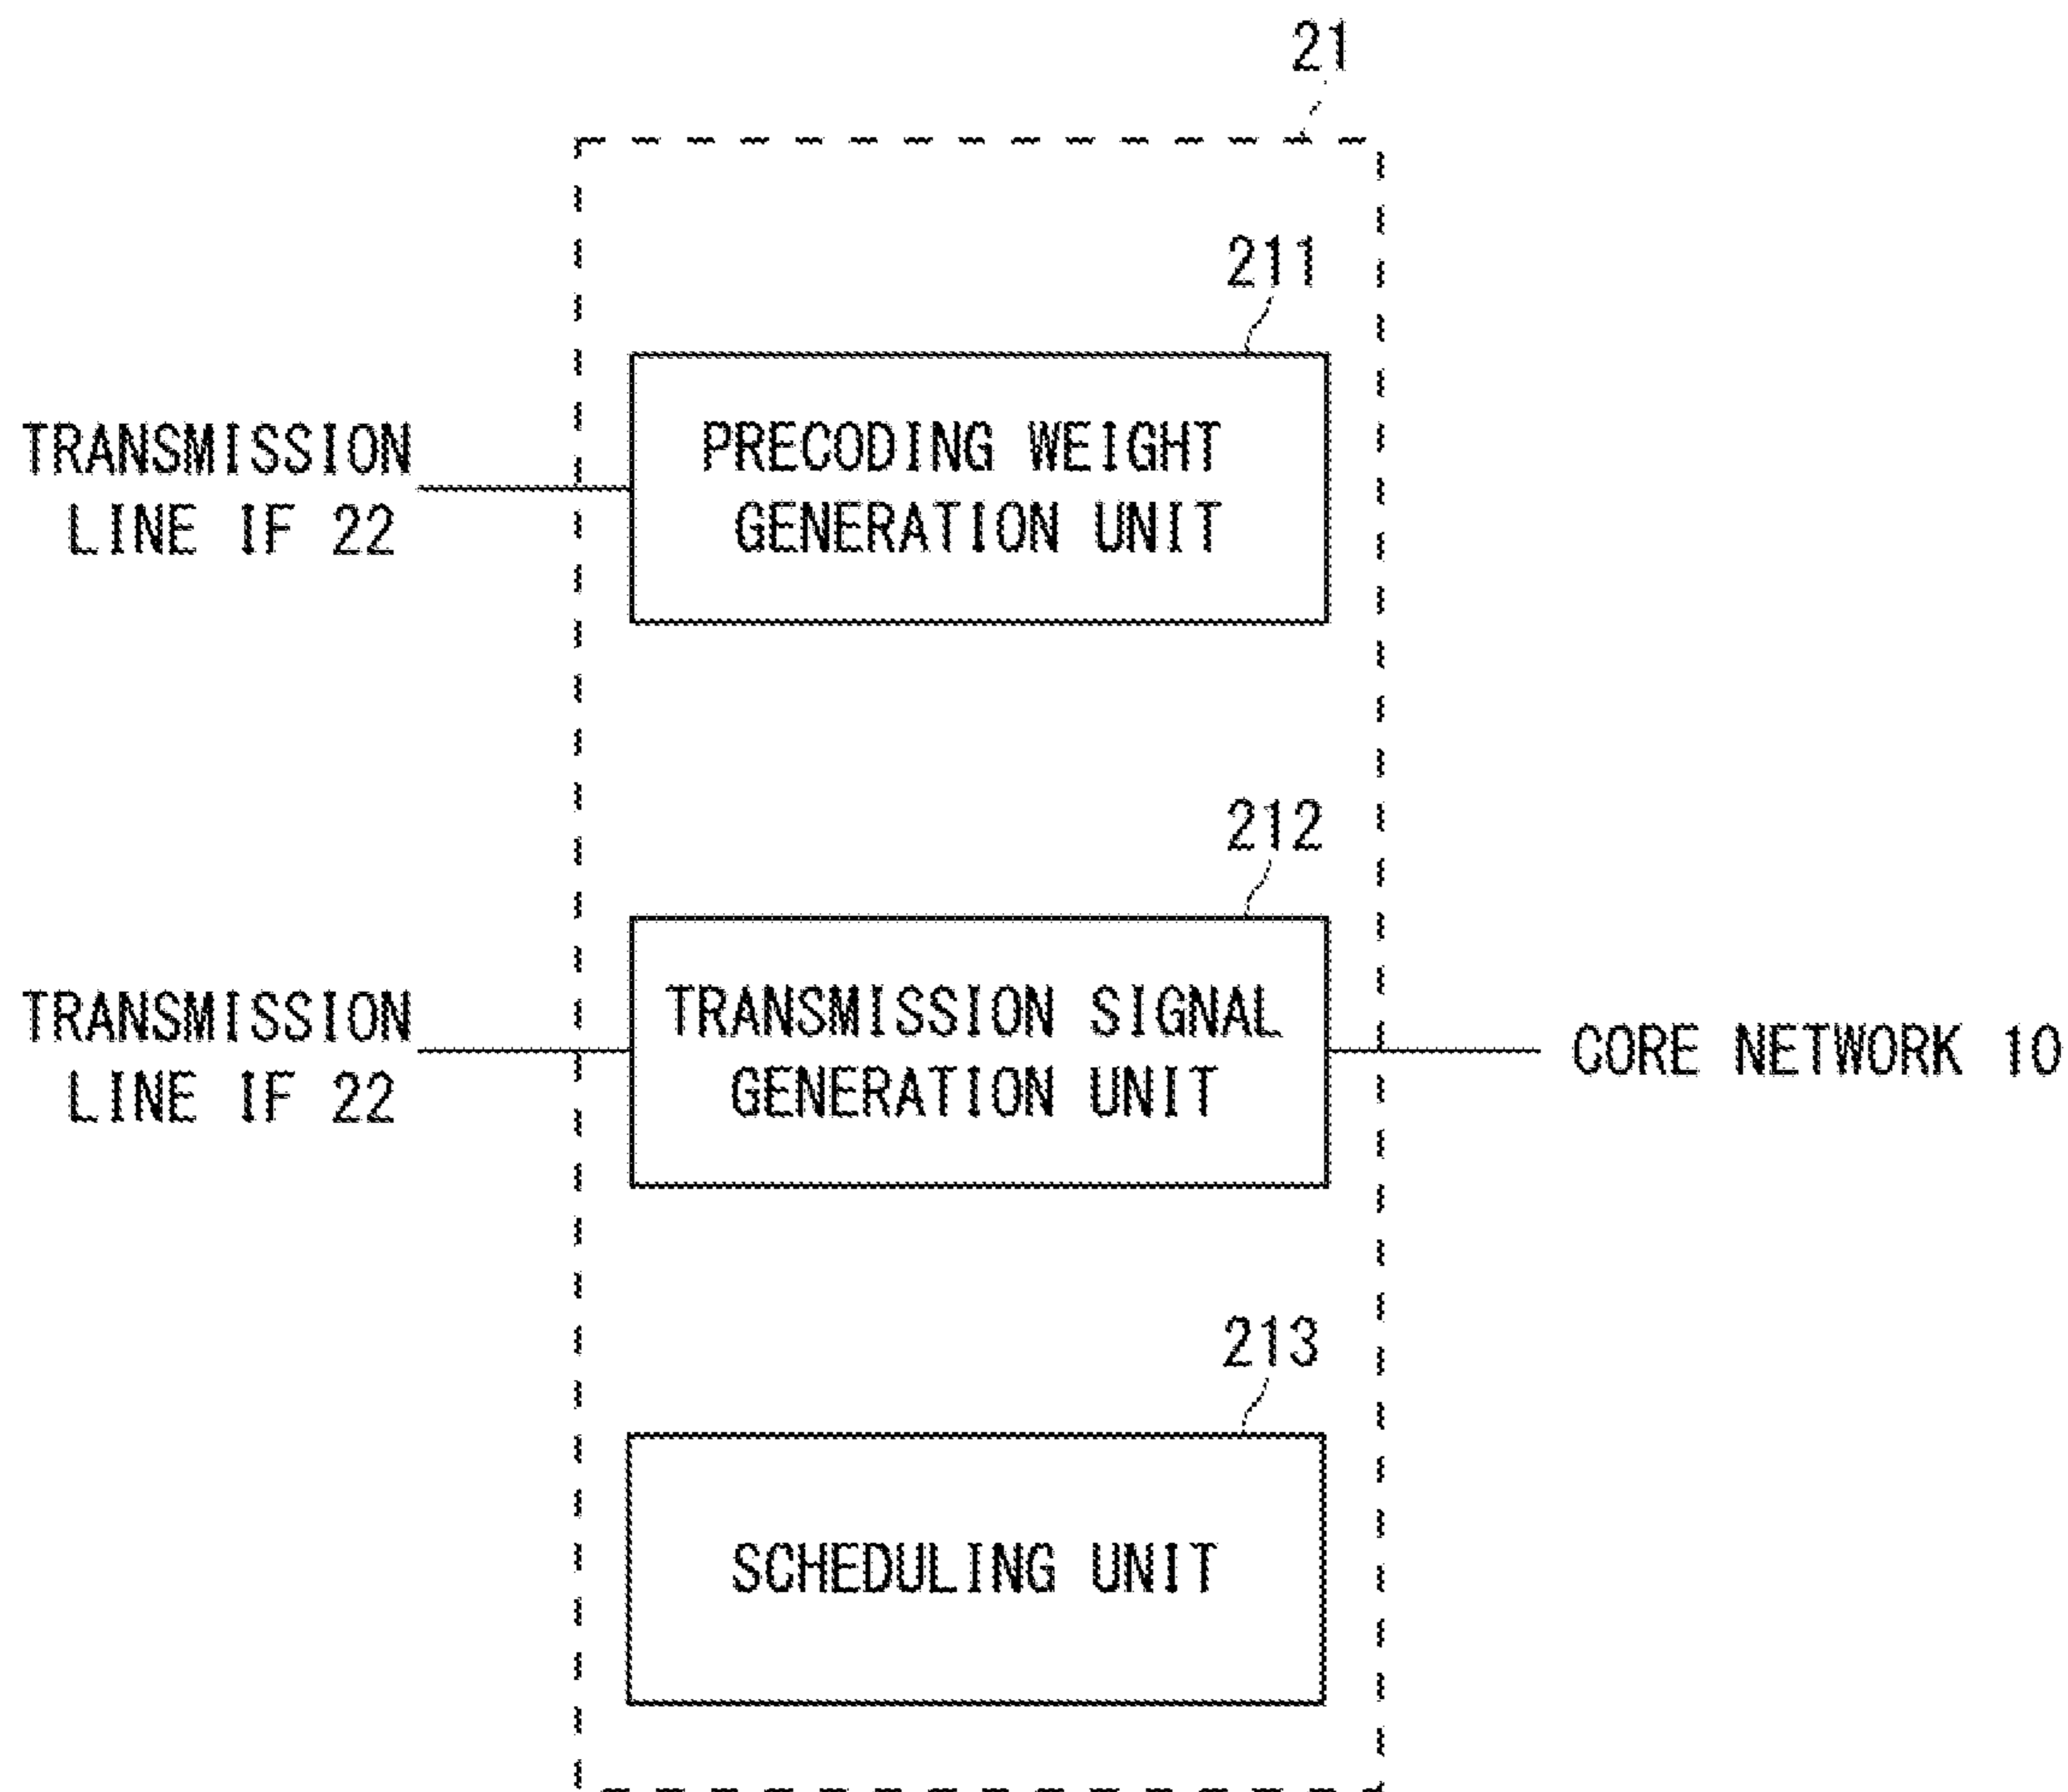 21
211
TRANSMISSION
LINE IF 22
PRECODING WEIGHT
GENERATION UNIT
212
TRANSMISSION
LINE IF 22
TRANSMISSION SIGNAL
GENERATION UNIT
CORE NETWORK 10
213
SCHEDULING UNIT